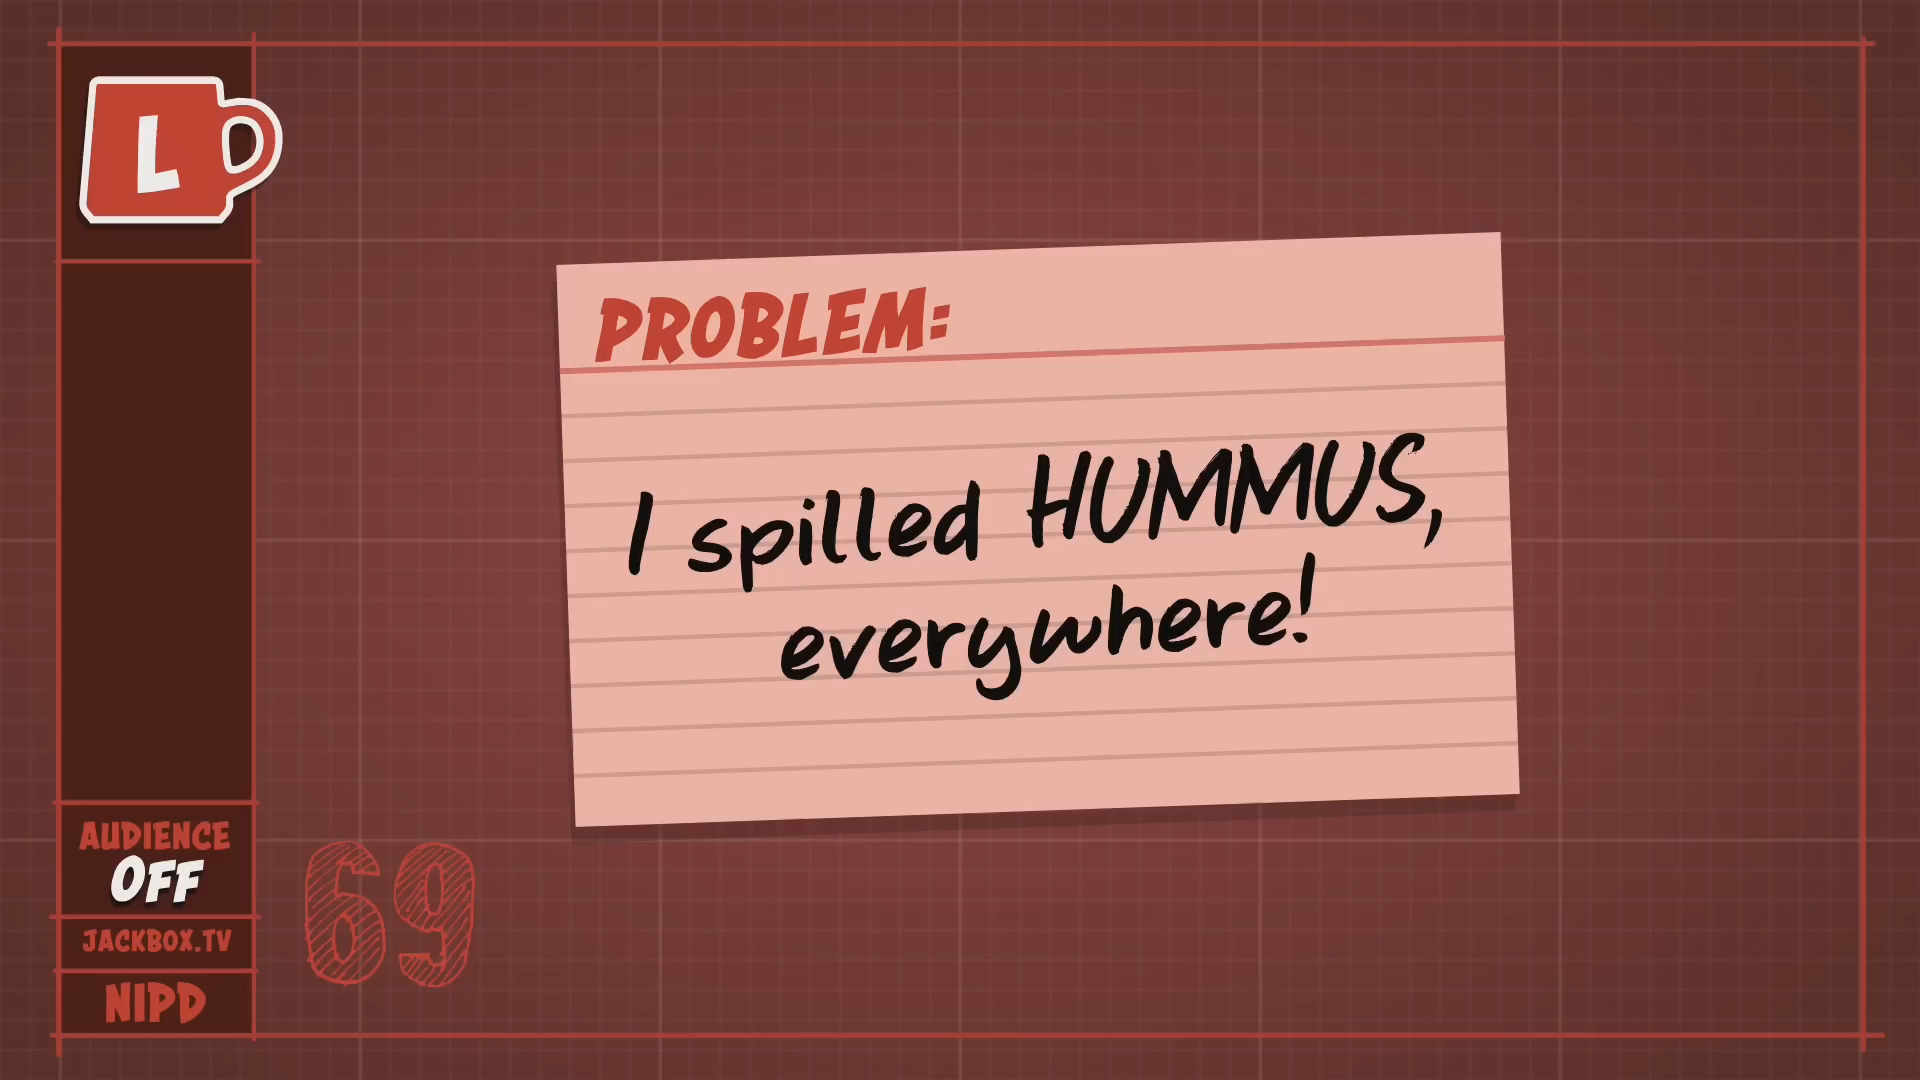 L
PROBLEM:
I spilled HUMMUS,
everywhere!
AUDIENCE
OFF
JACKBOX.TV
NIPD
69